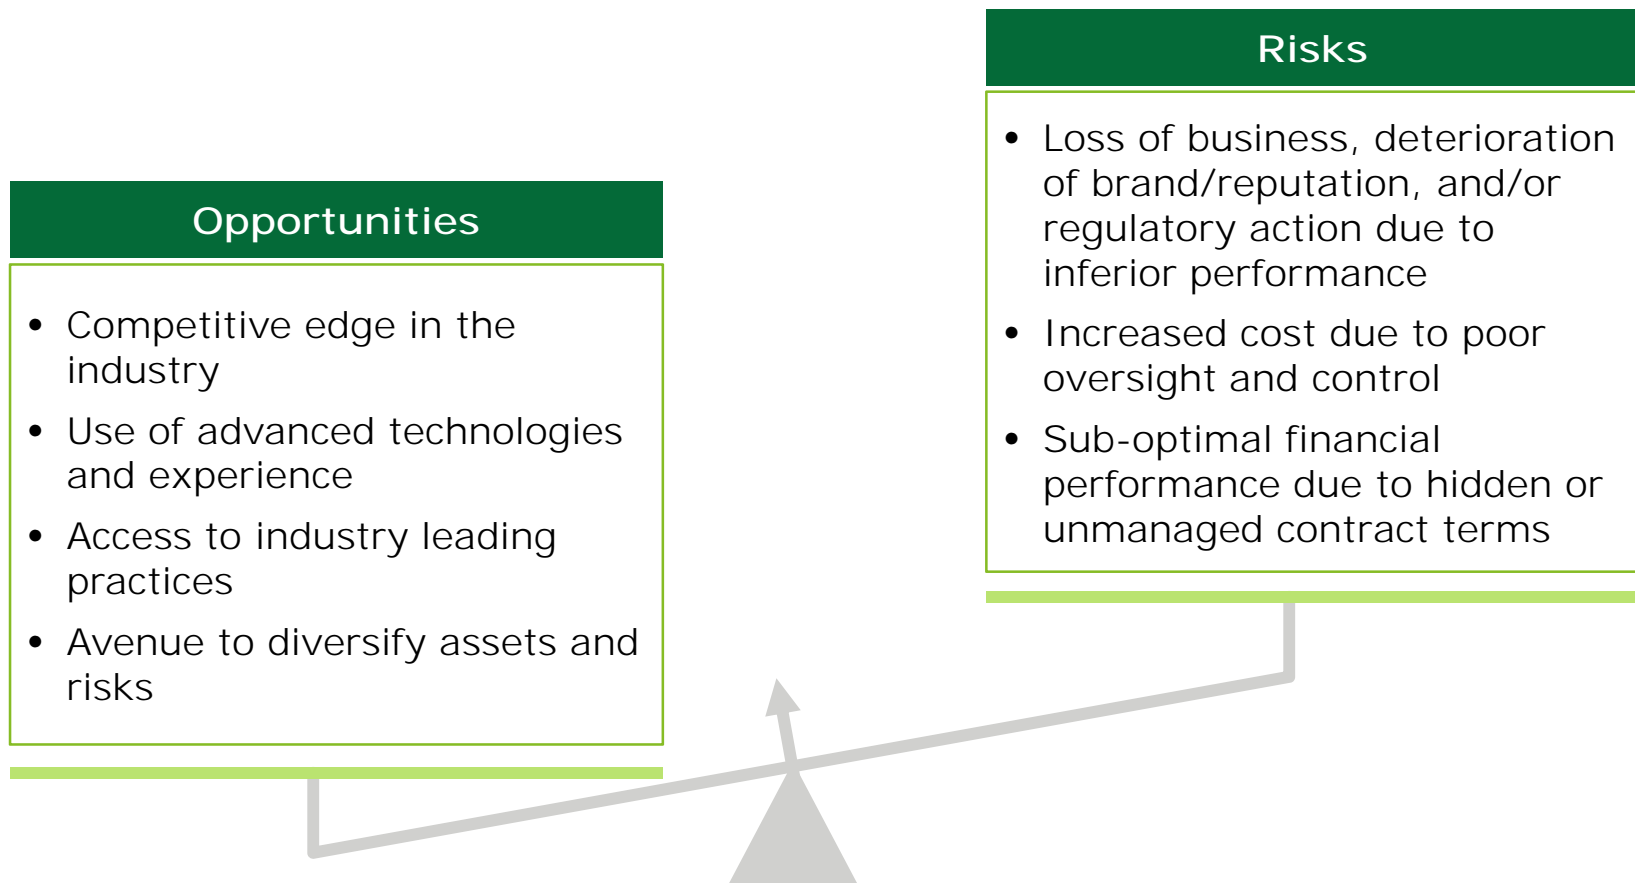 Opportunities
• Competitive edge in the
industry
• Use of advanced technologies
and experience
• Access to industry leading
practices
• Avenue to diversify assets and
risks
Risks
• Loss of business, deterioration
of brand/reputation, and/or
regulatory action due to
inferior performance
• Increased cost due to poor
oversight and control
• Sub-optimal financial
performance due to hidden or
unmanaged contract terms